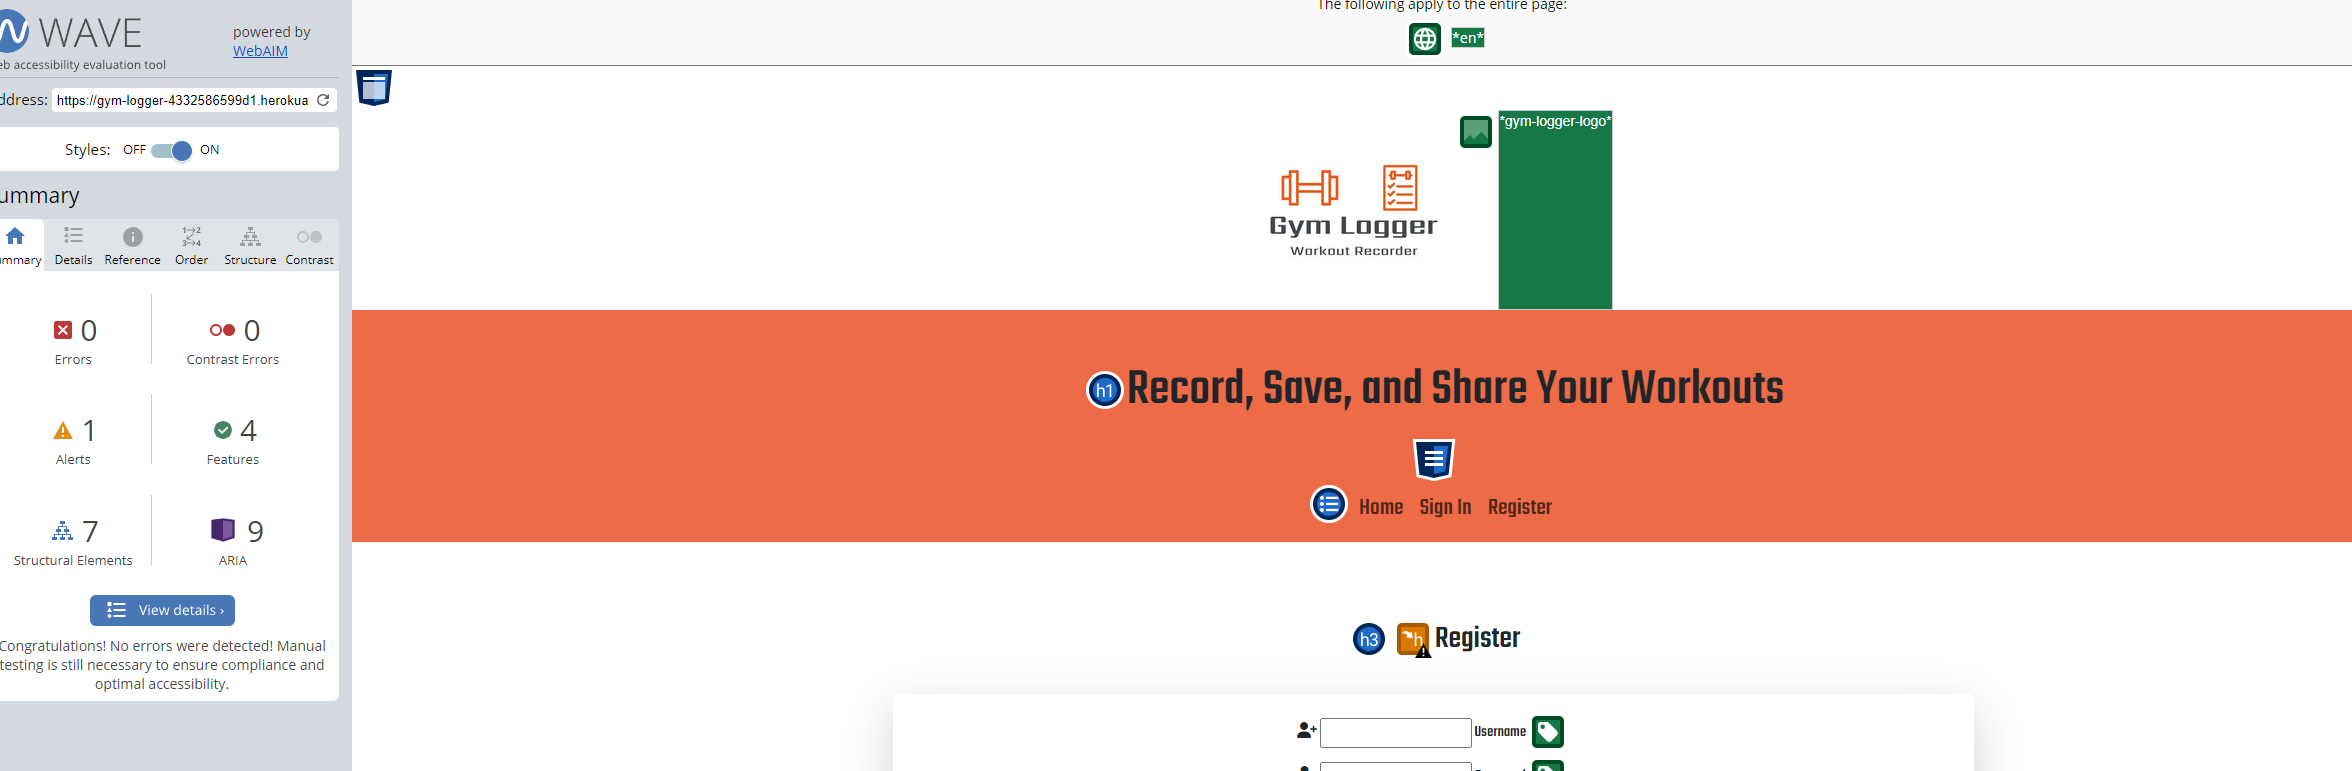 WAVE
powered by
WebAIM
eb accessibility evaluation tool
ddress: https://gym-logger-4332586599d1.herokua
Styles: OFF ON
ummary
mmary Details Reference Order Structure Contrast
0 Errors
0 Contrast Errors
1 Alerts
4 Features
7 Structural Elements
9 ARIA
View details ›
Congratulations! No errors were detected! Manual
testing is still necessary to ensure compliance and
optimal accessibility.
The following apply to the entire page:
*en*
*gym-logger-logo*
Gym Logger
Workout Recorder
h1 Record, Save, and Share Your Workouts
Home Sign In Register
h3 h Register
Username